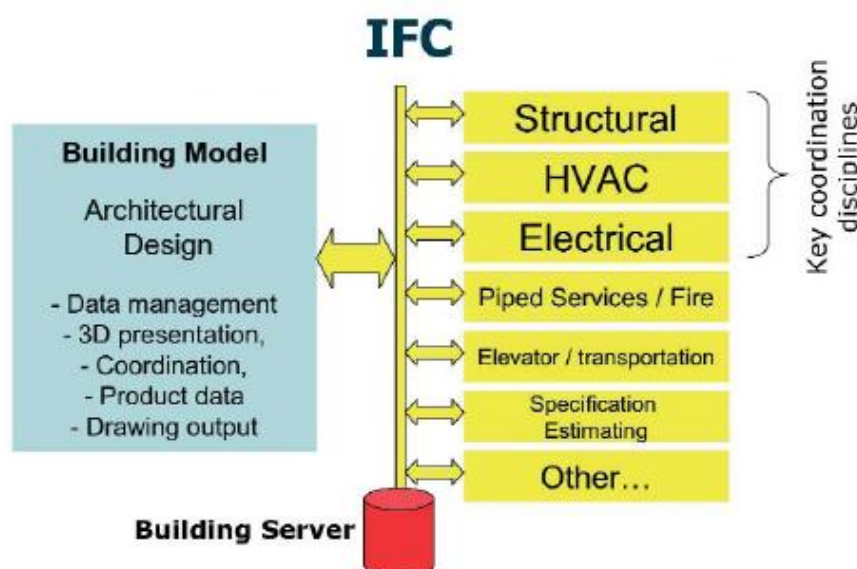 IFC
Building Model
Architectural
Design
- Data management
- 3D presentation,
- Coordination,
- Product data
- Drawing output
Structural
HVAC
Electrical
Piped Services / Fire
Elevator / transportation
Specification
Estimating
Other…
Key coordination
disciplines
Building Server